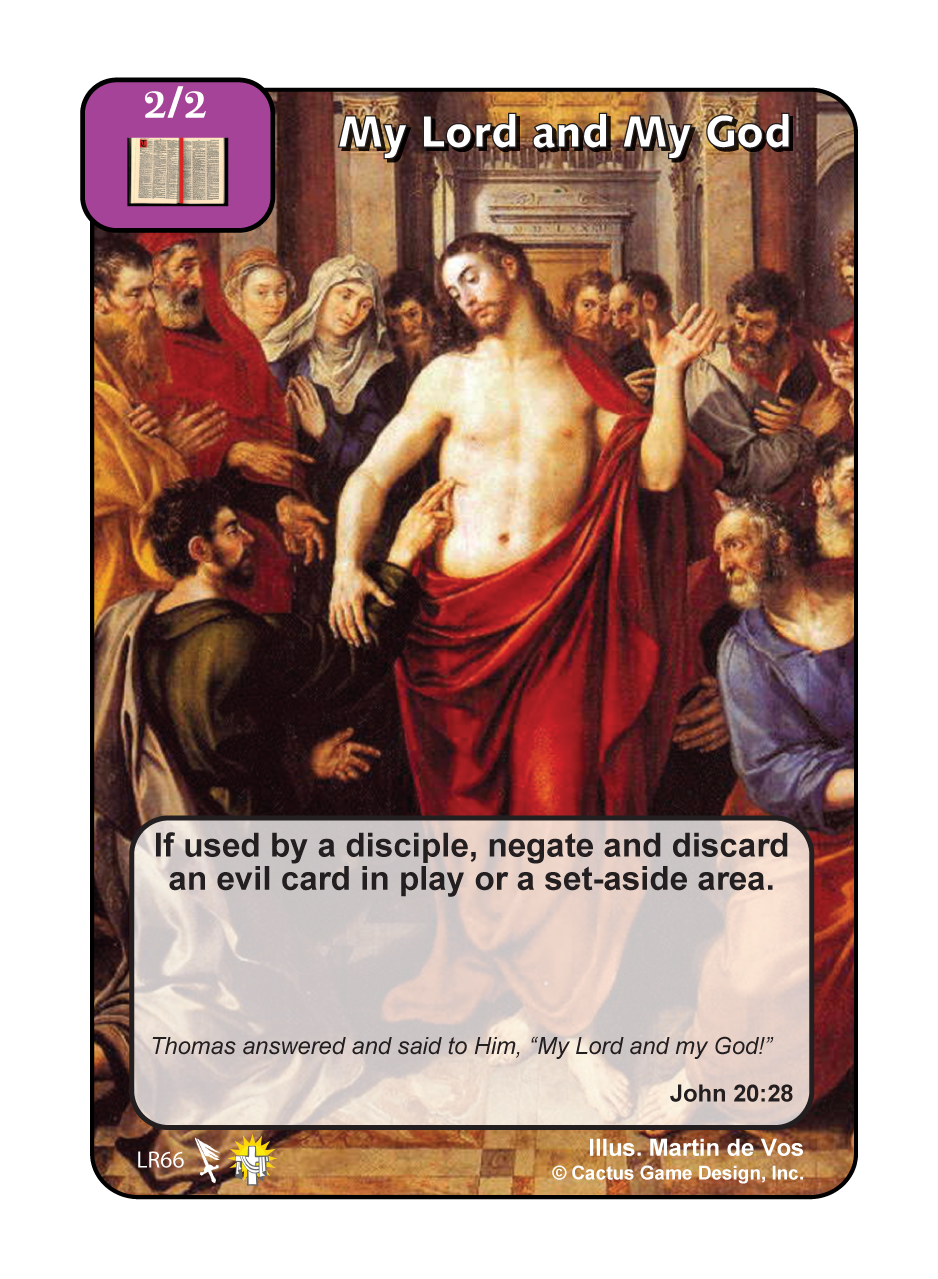 2/2
My Lord and My God
If used by a disciple, negate and discard
an evil card in play or a set-aside area.
Thomas answered and said to Him, “My Lord and my God!”
John 20:28
LR66
Illus. Martin de Vos
© Cactus Game Design, Inc.